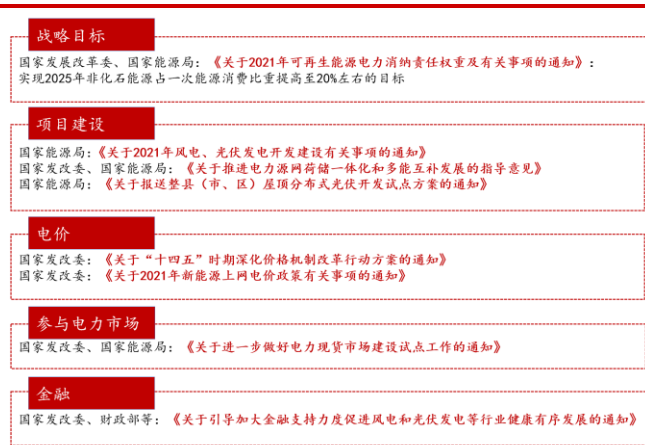 战略目标
国家发展改革委、国家能源局：《关于2021年可再生能源电力消纳责任权重及有关事项的通知》：
实现2025年非化石能源占一次能源消费比重提高至20%左右的目标
项目建设
国家能源局：《关于2021年风电、光伏发电开发建设有关事项的通知》
国家发改委、国家能源局：《关于推进电力源网荷储一体化和多能互补发展的指导意见》
国家能源局：《关于报送整县（市、区）屋顶分布式光伏开发试点方案的通知》
电价
国家发改委：《关于“十四五”时期深化价格机制改革行动方案的通知》
国家发改委：《关于2021年新能源上网电价政策有关事项的通知》
参与电力市场
国家发改委、国家能源局：《关于进一步做好电力现货市场建设试点工作的通知》
金融
国家发改委、财政部等：《关于引导加大金融支持力度促进风电和光伏发电等行业健康有序发展的通知》